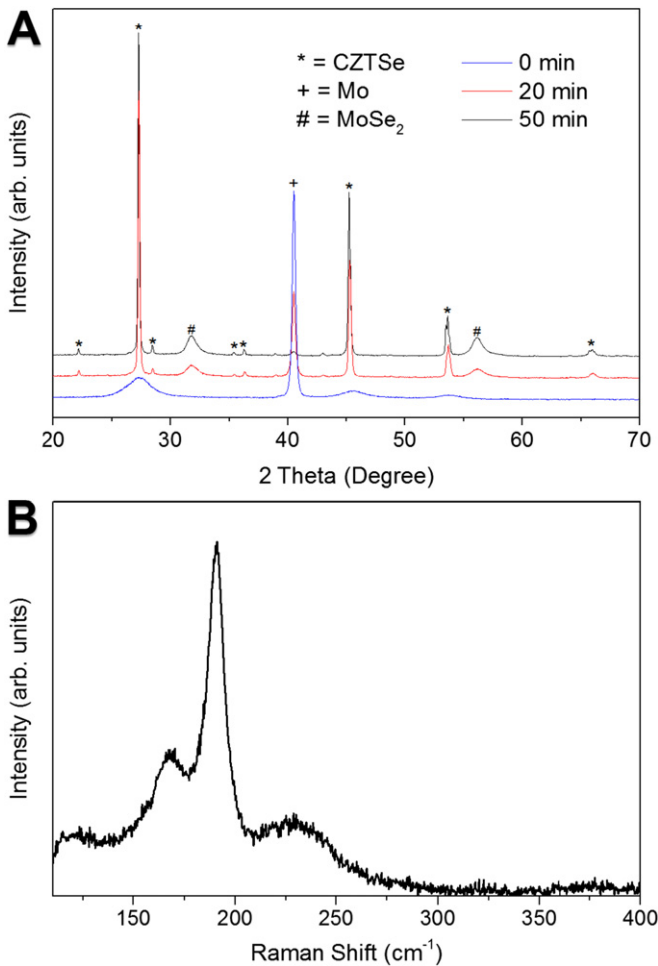 A
* = CZTSe
+ = Mo
# = MoSe₂
0 min
20 min
50 min
*
+
*
*
*
#
*
*
*
#
*
Intensity (arb. units)
20 30 40 50 60 70
2 Theta (Degree)
B
Intensity (arb. units)
150 200 250 300 350 400
Raman Shift (cm⁻¹)